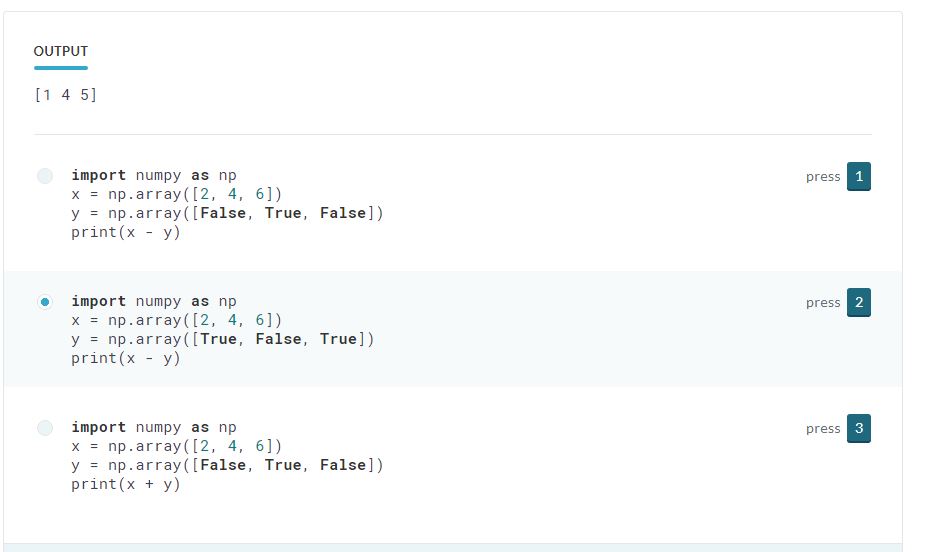 OUTPUT
[1 4 5]
import numpy as np
x = np.array([2, 4, 6])
y = np.array([False, True, False])
print(x - y)
press 1
import numpy as np
x = np.array([2, 4, 6])
y = np.array([True, False, True])
print(x - y)
press 2
import numpy as np
x = np.array([2, 4, 6])
y = np.array([False, True, False])
print(x + y)
press 3